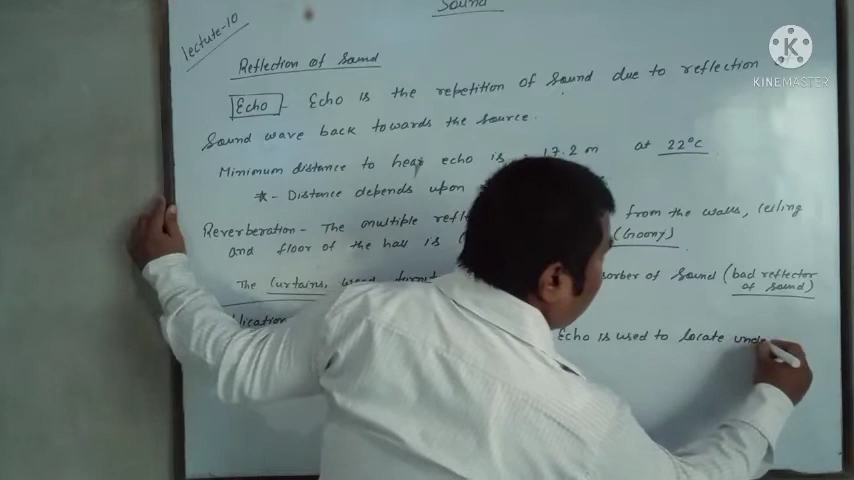 Sound
Lecture-10
Reflection of Sound
Echo - Echo is the repetition of Sound due to reflection
Sound wave back towards the source.
Minimum distance to hear echo is 17.2 m at 22°C
* - Distance depends upon
Reverberation - The multiple from the walls, ceiling
and floor of the hall is (Goony)
The Curtains, of Sound (bad reflector
of Sound)
Echo is used to locate
K
KINEMASTER